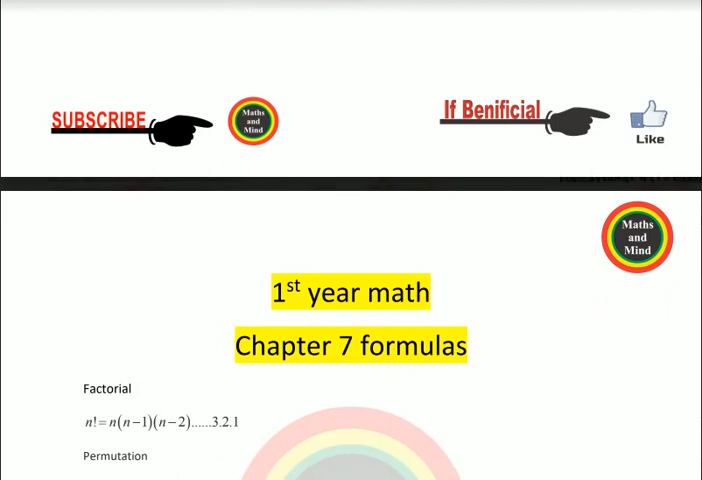 SUBSCRIBE
Maths
and
Mind
If Benificial
Like
Maths
and
Mind
1st year math
Chapter 7 formulas
Factorial
n!=n(n−1)(n−2)......3.2.1
Permutation